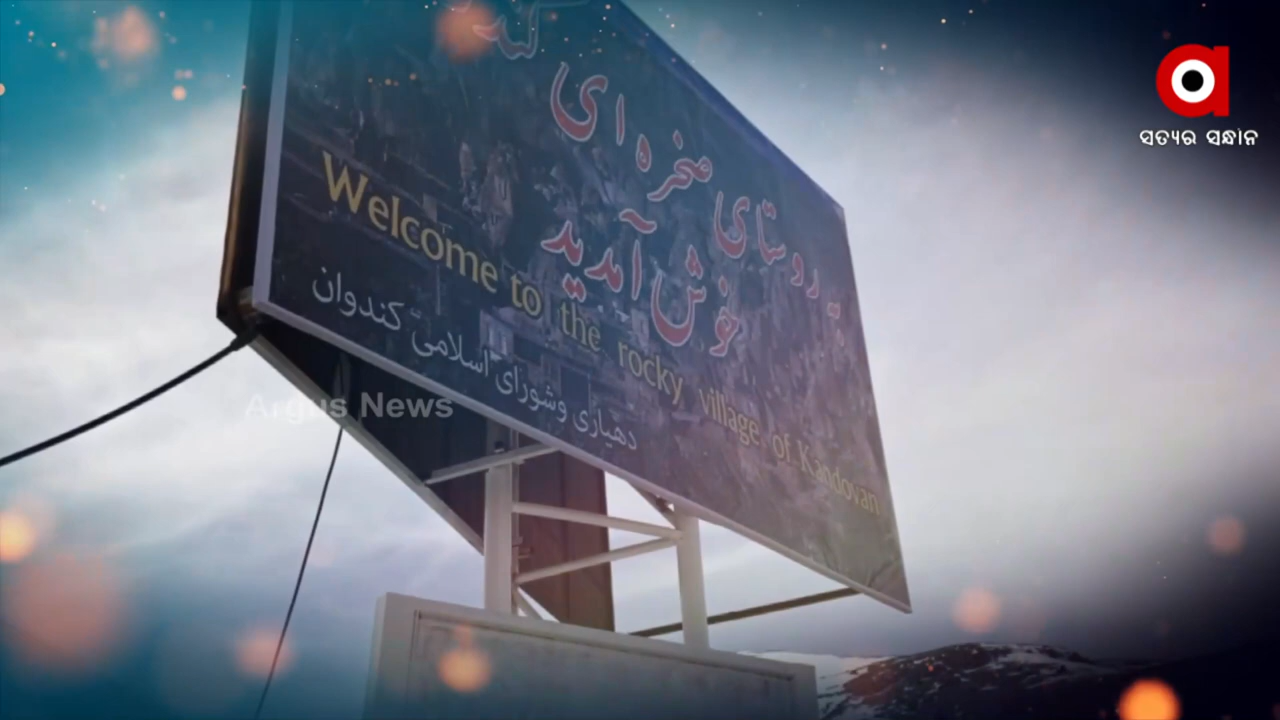 به روستای صخره ای کند
خوش آمدید
Welcome to the rocky village of Kandovan
دهیاری وشورای اسلامی کندوان
Argus News
ସତ୍ୟର ସନ୍ଧାନ